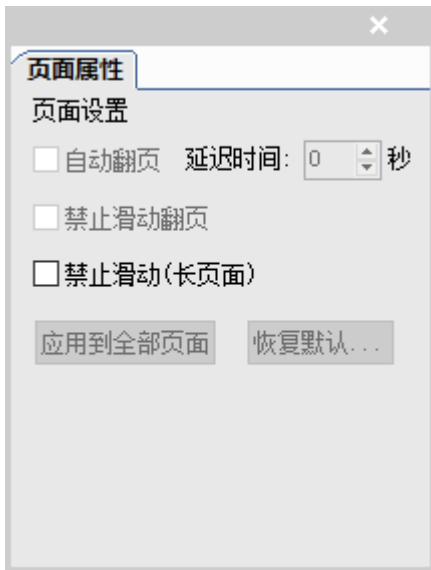 页面属性
页面设置
自动翻页 延迟时间: 0 秒
禁止滑动翻页
禁止滑动(长页面)
应用到全部页面 恢复默认...